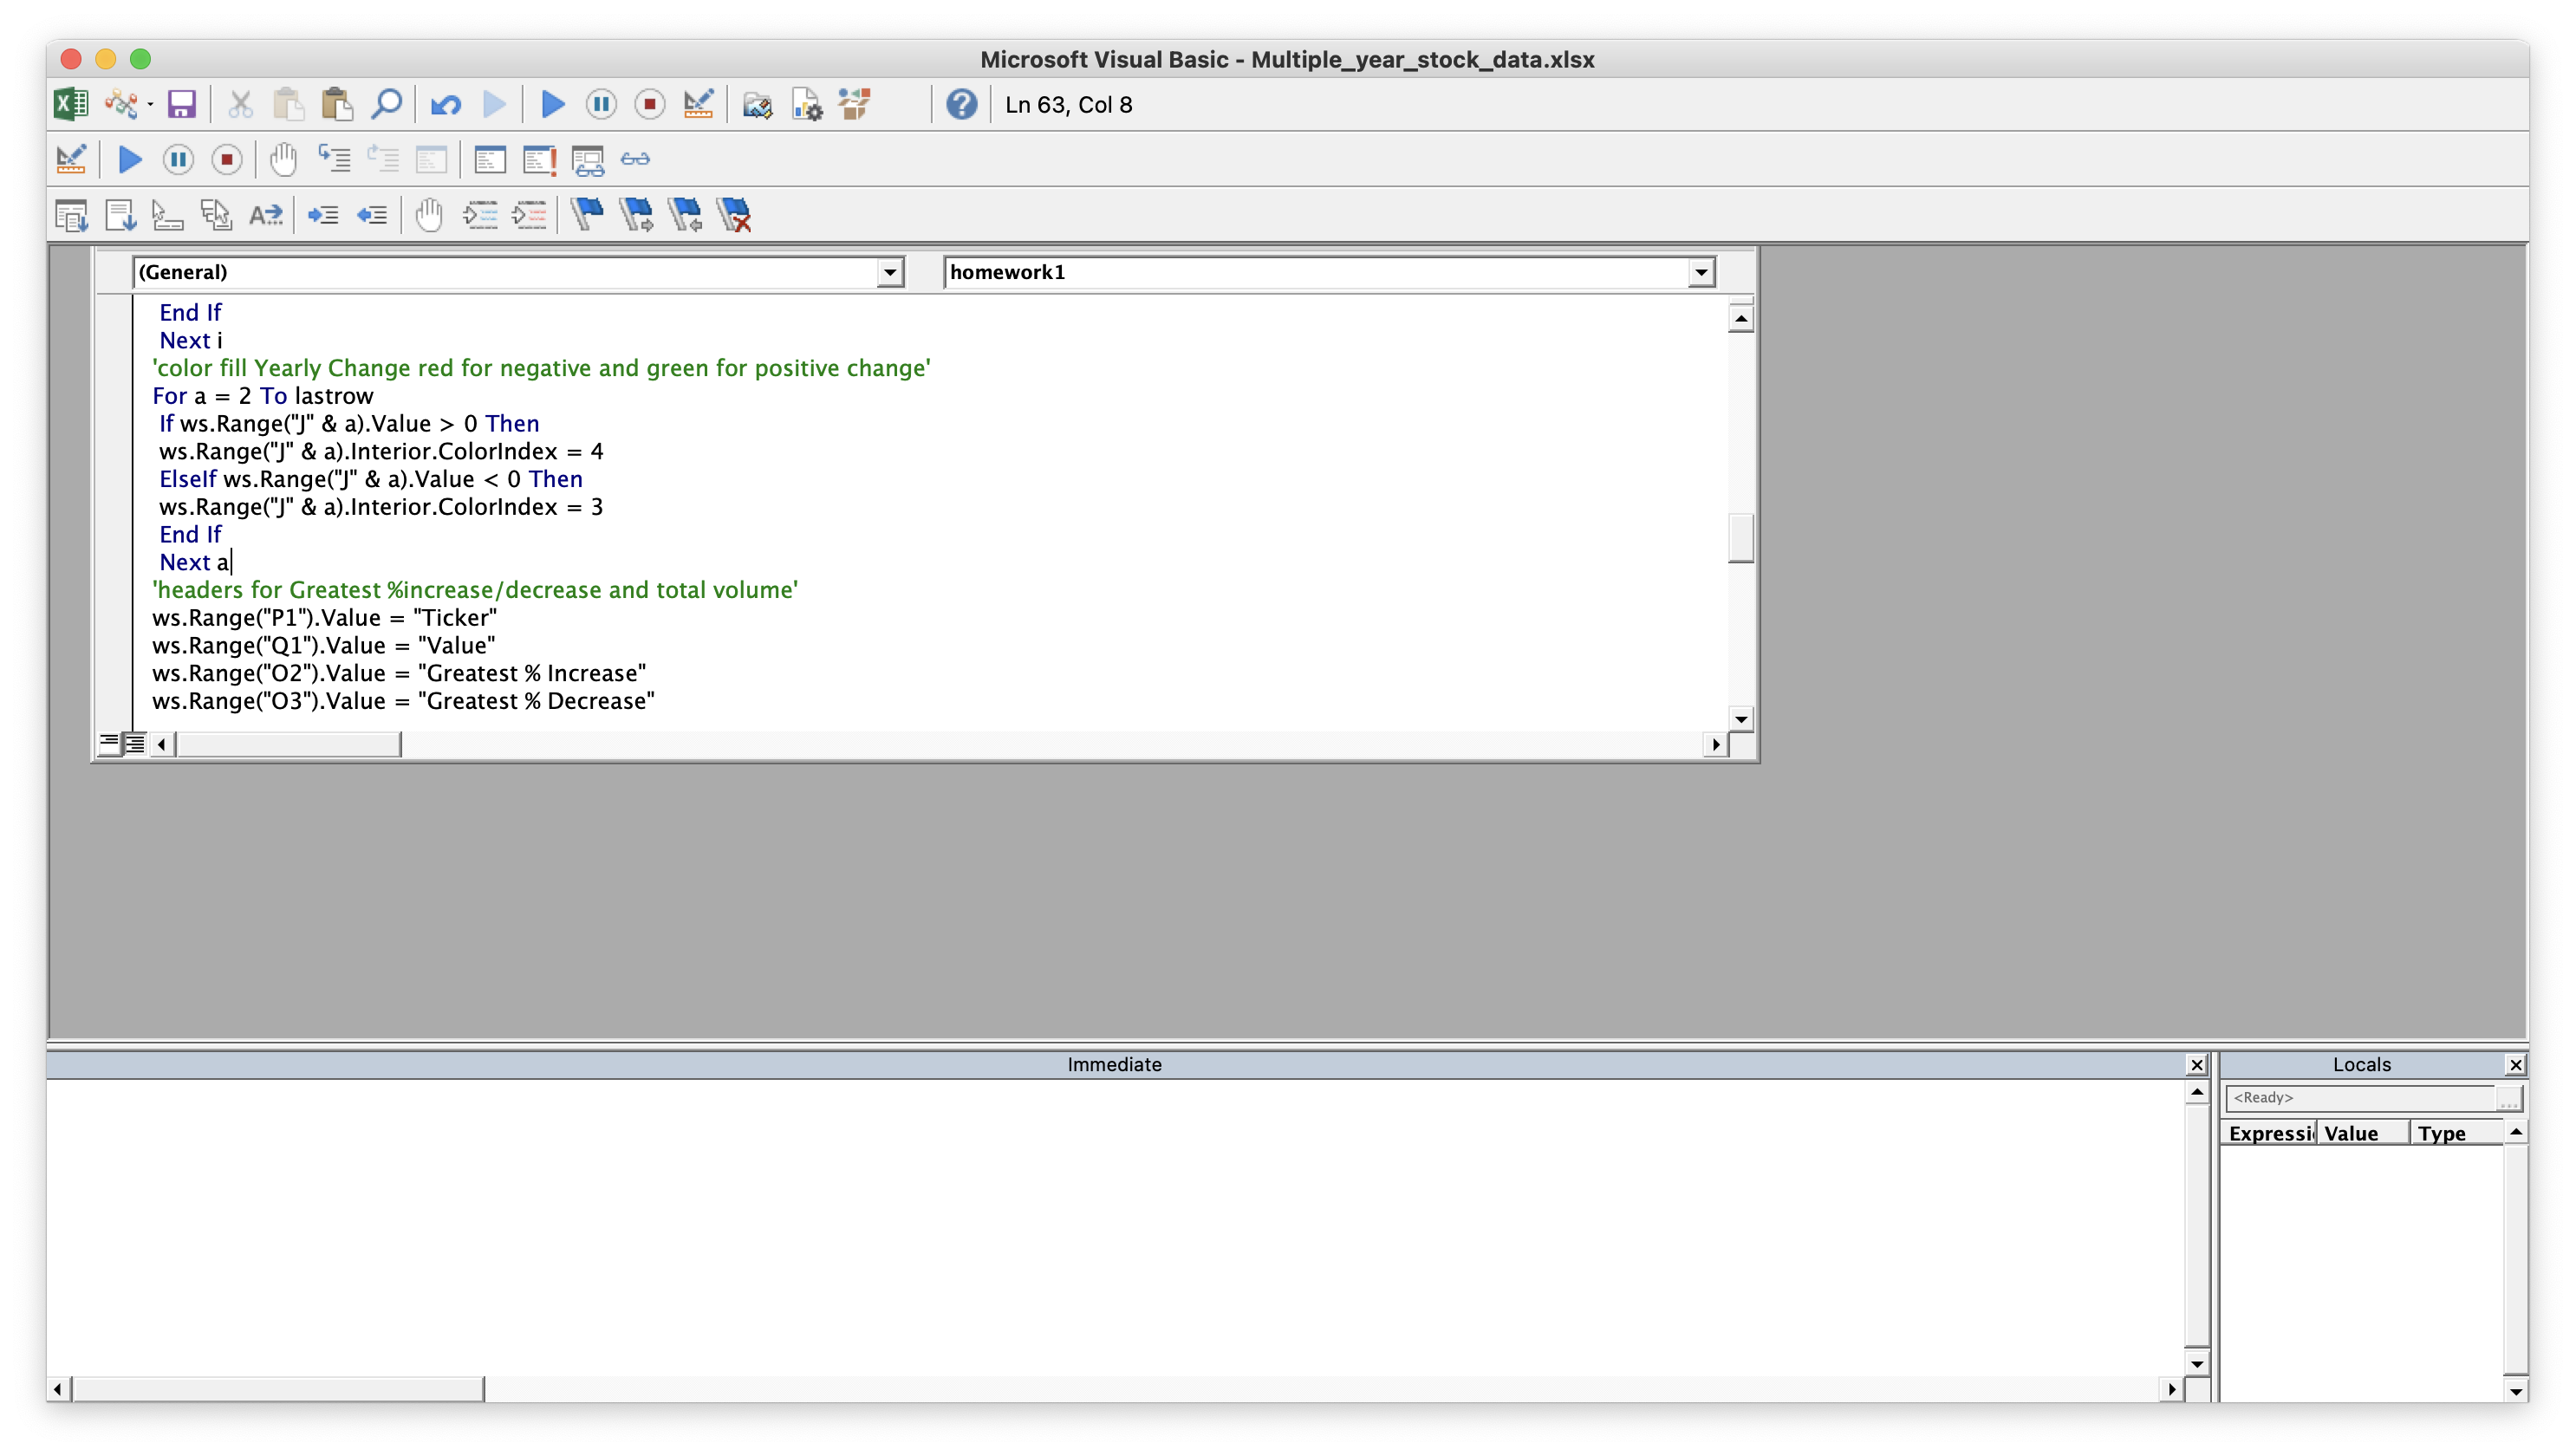 Microsoft Visual Basic - Multiple_year_stock_data.xlsx
Ln 63, Col 8
(General)
homework1
End If
Next i
'color fill Yearly Change red for negative and green for positive change'
For a = 2 To lastrow
If ws.Range("J" & a).Value > 0 Then
ws.Range("J" & a).Interior.ColorIndex = 4
ElseIf ws.Range("J" & a).Value < 0 Then
ws.Range("J" & a).Interior.ColorIndex = 3
End If
Next a
'headers for Greatest %increase/decrease and total volume'
ws.Range("P1").Value = "Ticker"
ws.Range("Q1").Value = "Value"
ws.Range("O2").Value = "Greatest % Increase"
ws.Range("O3").Value = "Greatest % Decrease"
Immediate
Locals
<Ready>
...
Expressi
Value
Type